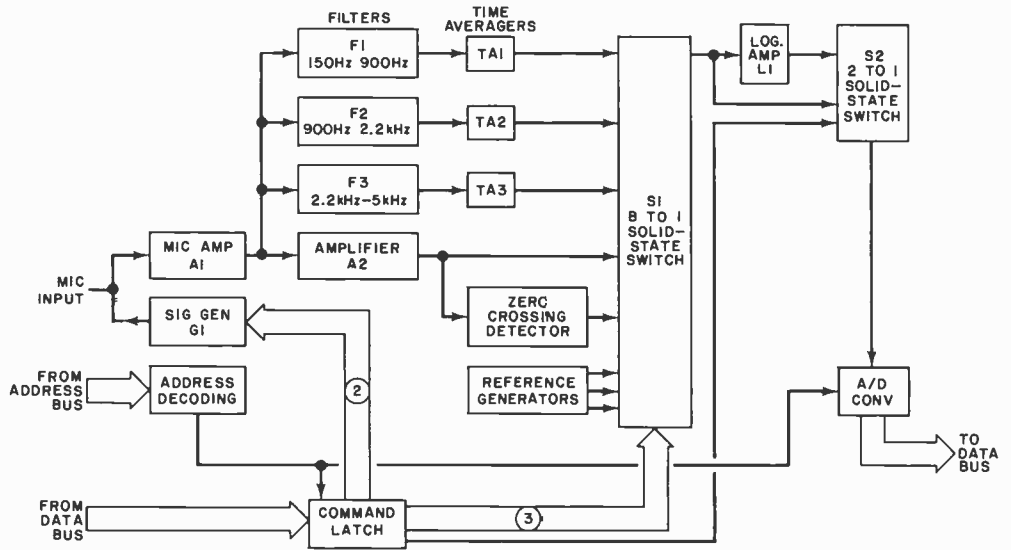 FILTERS
TIME
AVERAGERS
F1
150Hz 900Hz
TA1
LOG.
AMP
L1
S2
2 TO 1
SOLID-
STATE
SWITCH
F2
900Hz 2.2kHz
TA2
F3
2.2kHz-5kHz
TA3
S1
8 TO 1
SOLID-
STATE
SWITCH
MIC AMP
A1
AMPLIFIER
A2
MIC
INPUT
SIG GEN
G1
ZERO
CROSSING
DETECTOR
FROM
ADDRESS
BUS
ADDRESS
DECODING
2
REFERENCE
GENERATORS
A/D
CONV
TO
DATA
BUS
FROM
DATA
BUS
COMMAND
LATCH
3